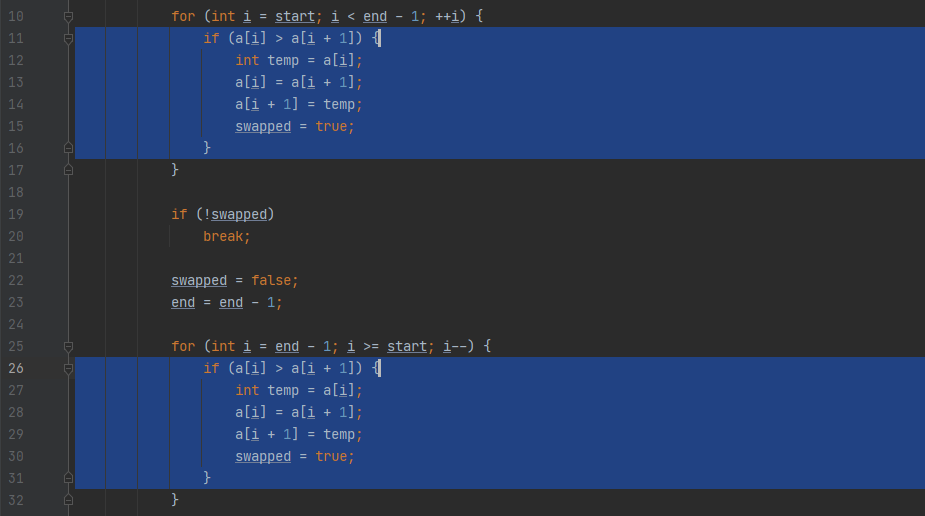 10 for (int i = start; i < end - 1; ++i) {
11 if (a[i] > a[i + 1]) {
12 int temp = a[i];
13 a[i] = a[i + 1];
14 a[i + 1] = temp;
15 swapped = true;
16 }
17 }
18
19 if (!swapped)
20 break;
21
22 swapped = false;
23 end = end - 1;
24
25 for (int i = end - 1; i >= start; i--) {
26 if (a[i] > a[i + 1]) {
27 int temp = a[i];
28 a[i] = a[i + 1];
29 a[i + 1] = temp;
30 swapped = true;
31 }
32 }